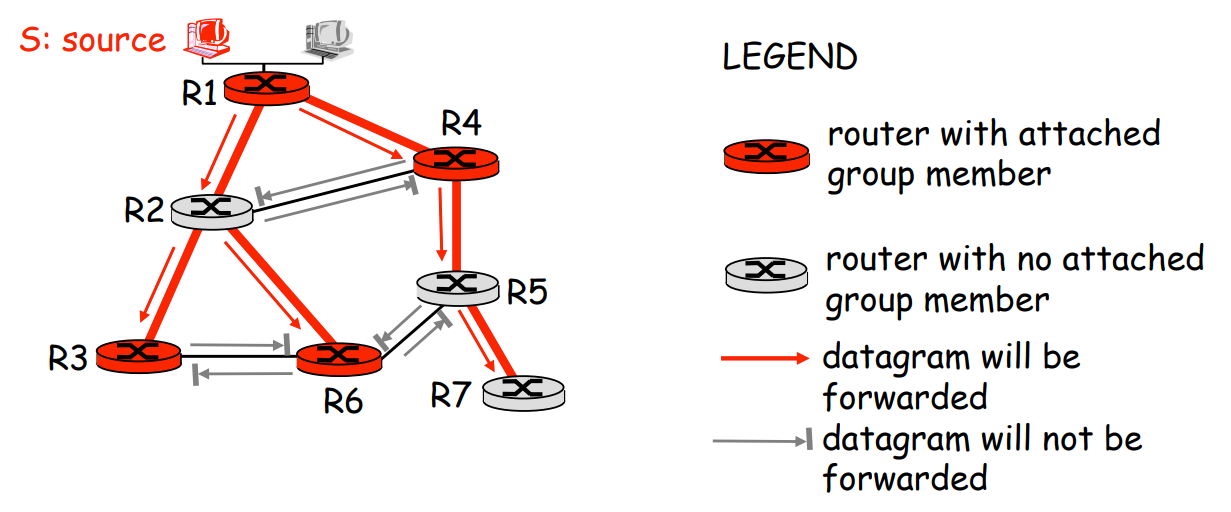 S: source
R1
R4
R2
R5
R3
R6
R7
LEGEND
router with attached
group member
router with no attached
group member
datagram will be
forwarded
datagram will not be
forwarded